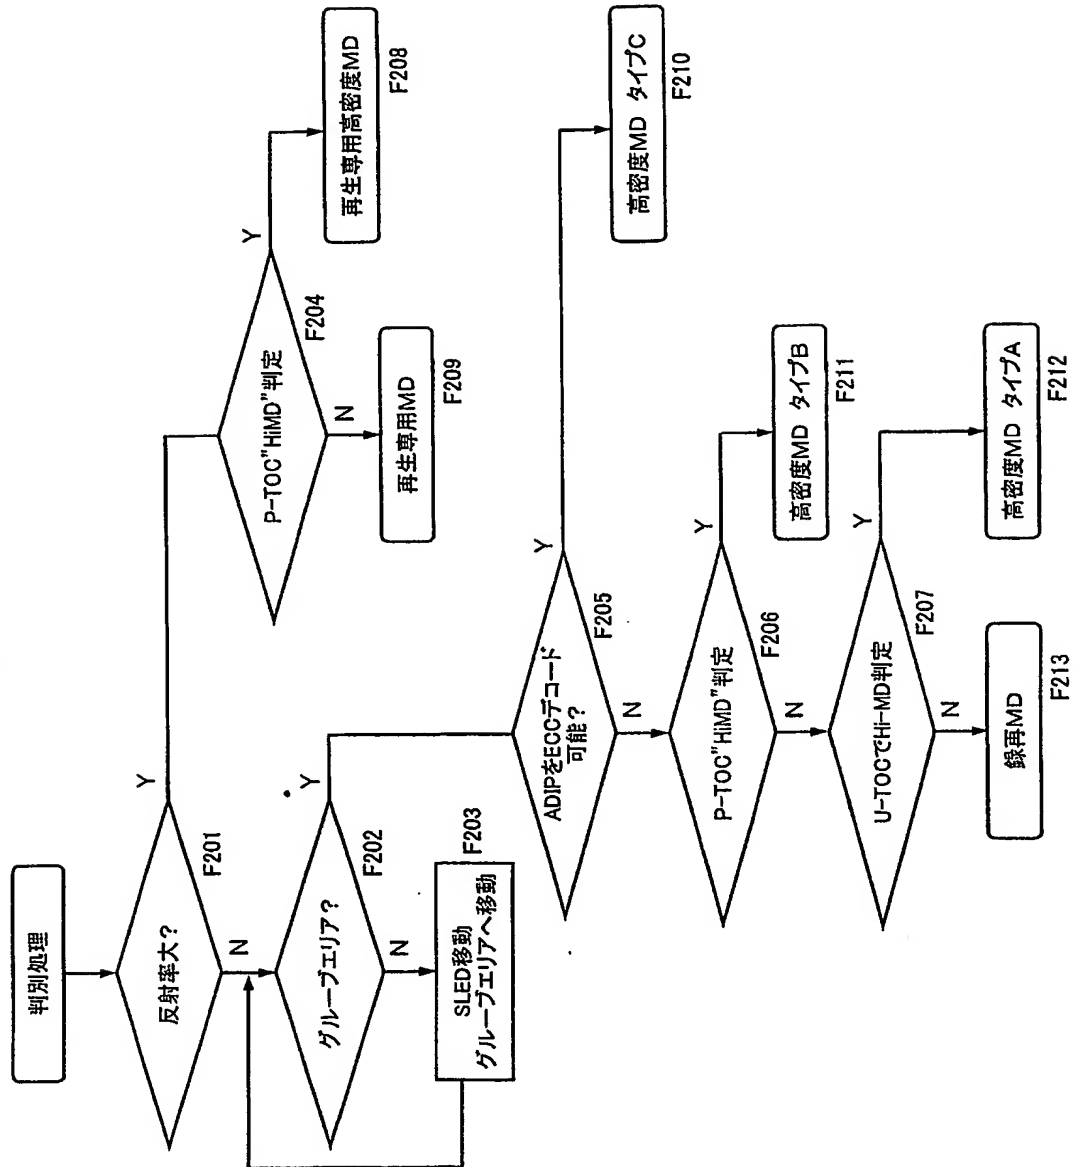 判別処理
反射率大?
F201
Y
N
グルーブエリア?
F202
Y
N
SLED移動
グルーブエリアへ移動
F203
P-TOC"HiMD"判定
F204
Y
N
再生専用高密度MD
F208
再生専用MD
F209
ADIPをECCデコード
可能?
F205
Y
N
高密度MD タイプC
F210
P-TOC"HiMD"判定
F206
Y
N
高密度MD タイプB
F211
U-TOCでHi-MD判定
F207
Y
N
高密度MD タイプA
F212
録再MD
F213